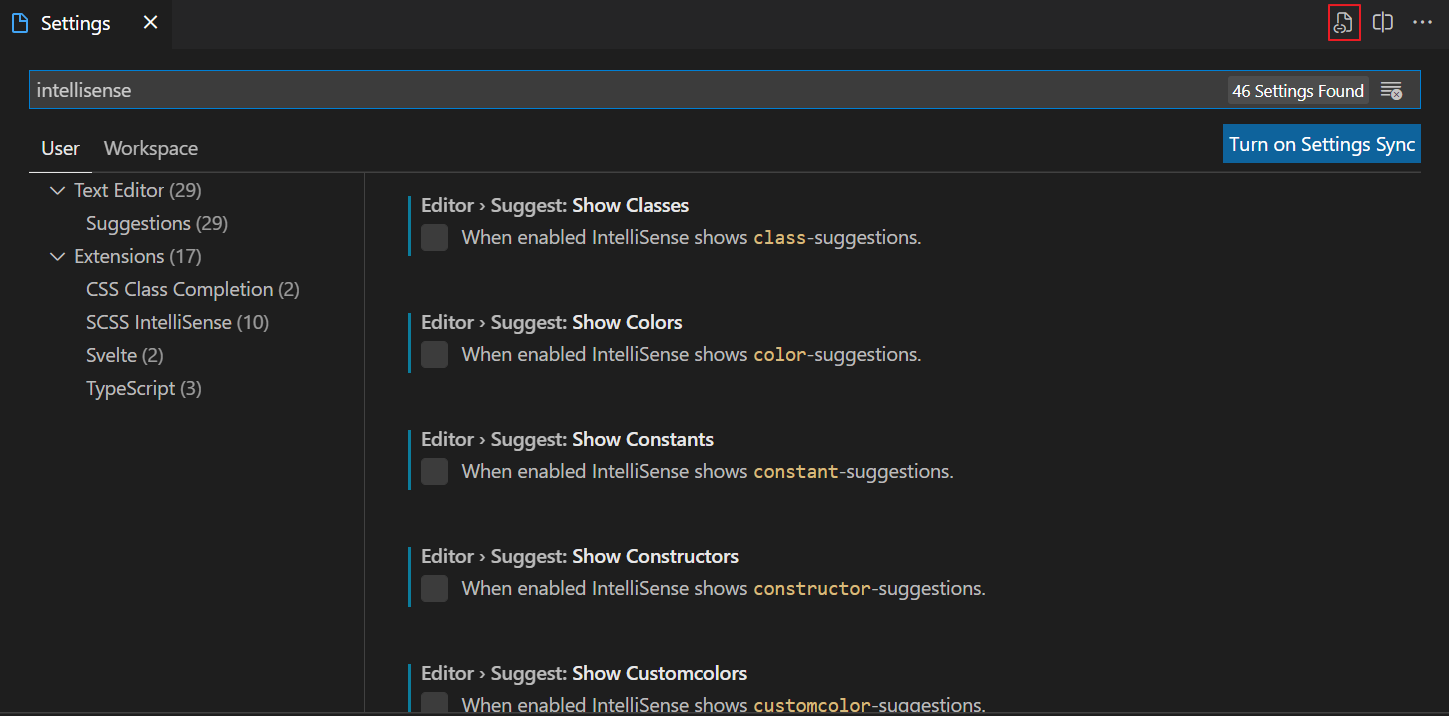 Settings
intellisense
46 Settings Found
User Workspace
Turn on Settings Sync
Text Editor (29)
Suggestions (29)
Extensions (17)
CSS Class Completion (2)
SCSS IntelliSense (10)
Svelte (2)
TypeScript (3)
Editor › Suggest: Show Classes
When enabled IntelliSense shows class-suggestions.
Editor › Suggest: Show Colors
When enabled IntelliSense shows color-suggestions.
Editor › Suggest: Show Constants
When enabled IntelliSense shows constant-suggestions.
Editor › Suggest: Show Constructors
When enabled IntelliSense shows constructor-suggestions.
Editor › Suggest: Show Customcolors
When enabled IntelliSense shows customcolor-suggestions.